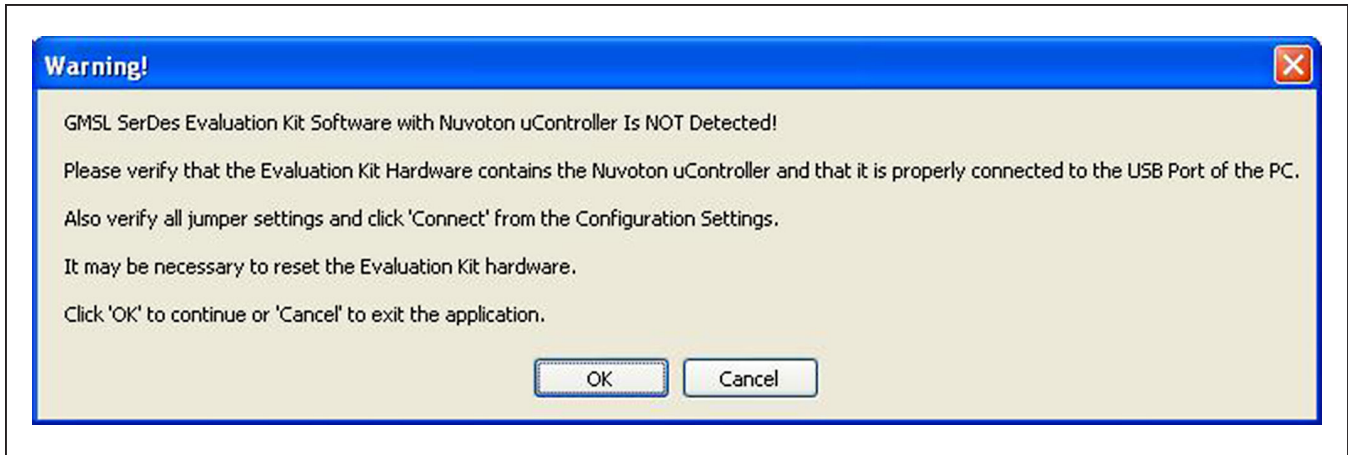 Warning!
GMSL SerDes Evaluation Kit Software with Nuvoton uController Is NOT Detected!
Please verify that the Evaluation Kit Hardware contains the Nuvoton uController and that it is properly connected to the USB Port of the PC.
Also verify all jumper settings and click 'Connect' from the Configuration Settings.
It may be necessary to reset the Evaluation Kit hardware.
Click 'OK' to continue or 'Cancel' to exit the application.
OK Cancel